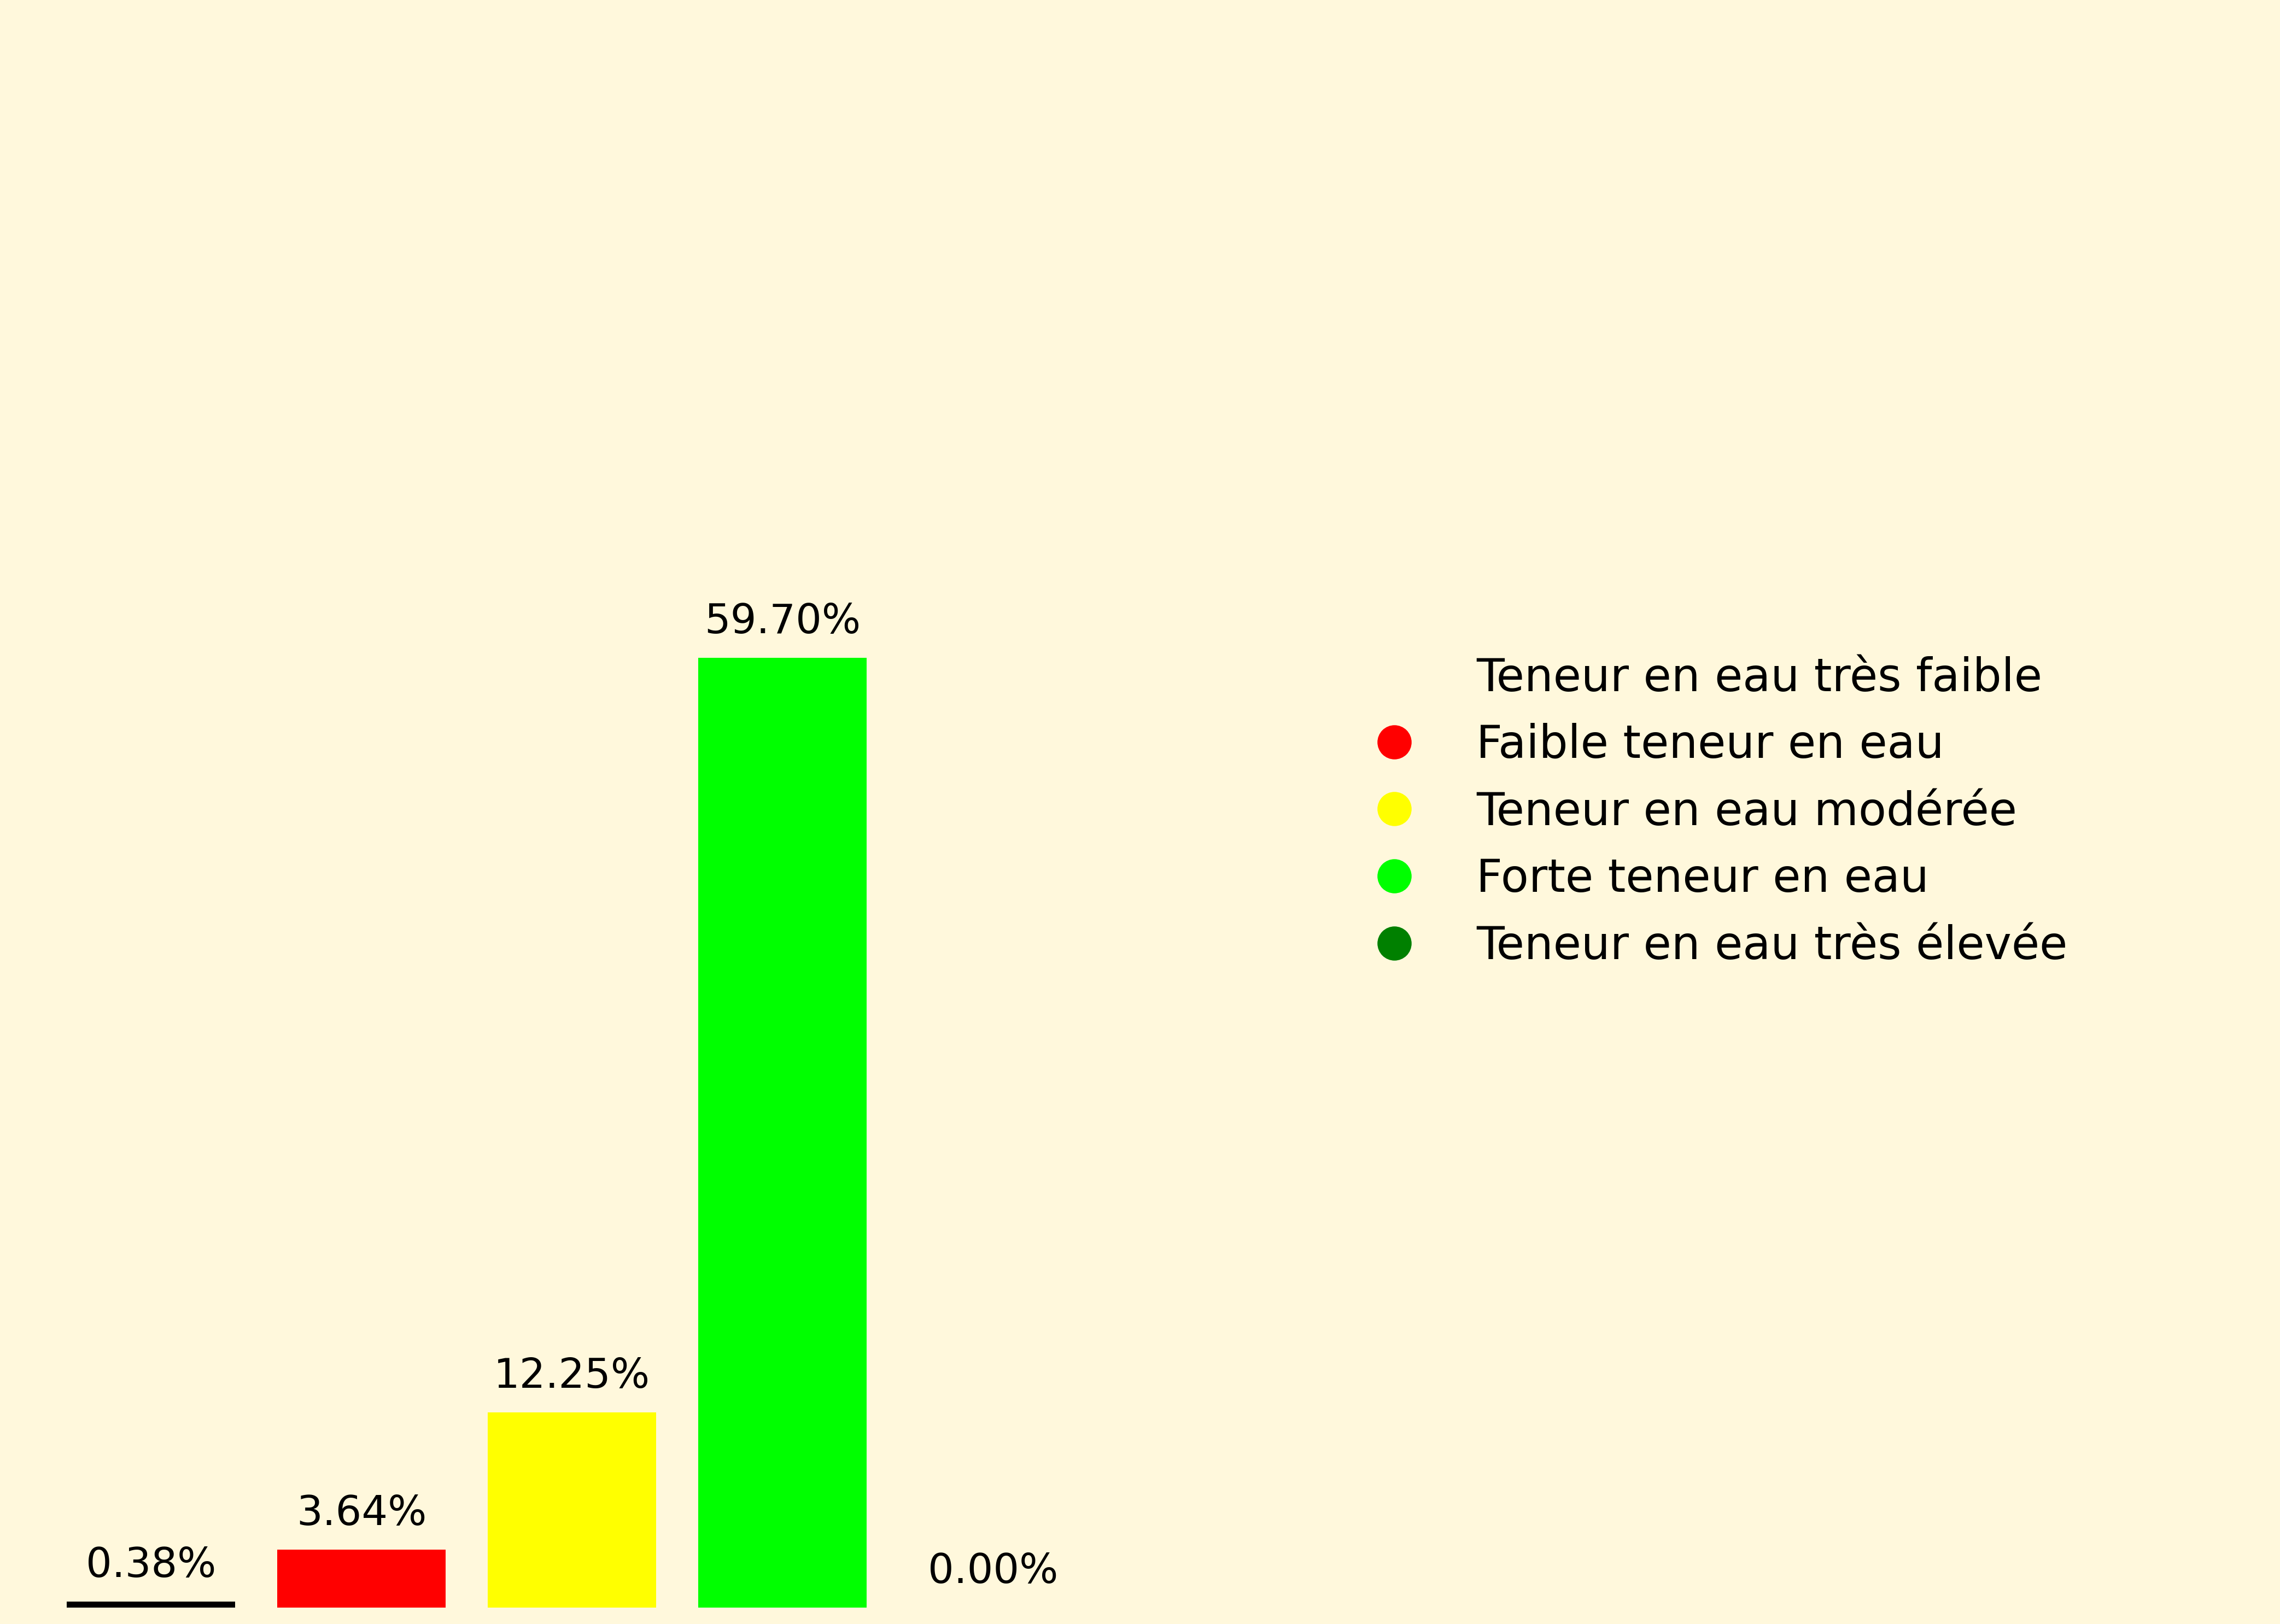 59.70%
12.25%
3.64%
0.38%
0.00%
Teneur en eau très faible
Faible teneur en eau
Teneur en eau modérée
Forte teneur en eau
Teneur en eau très élevée